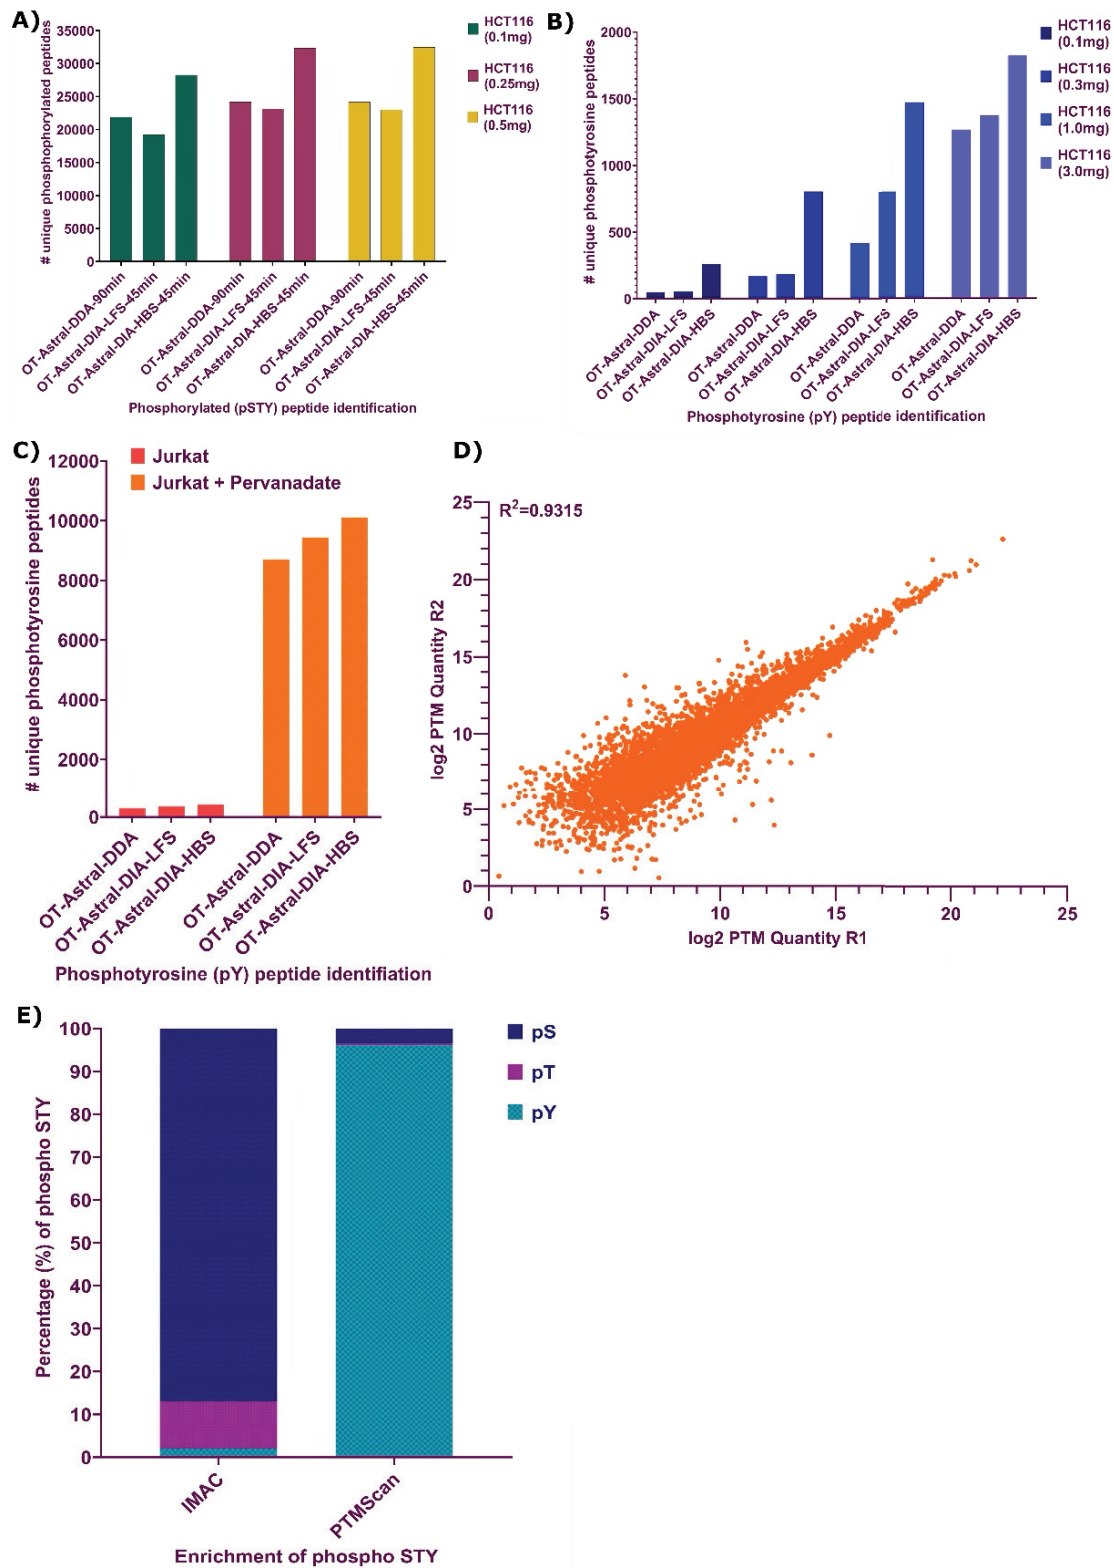 A)
# unique phosphophorylated peptides
35000
30000
25000
20000
15000
10000
5000
0
OT-Astral-DDA-90min
OT-Astral-DIA-LFS-45min
OT-Astral-DIA-HBS-45min
OT-Astral-DDA-90min
OT-Astral-DIA-LFS-45min
OT-Astral-DIA-HBS-45min
OT-Astral-DDA-90min
OT-Astral-DIA-LFS-45min
OT-Astral-DIA-HBS-45min
Phosphorylated (pSTY) peptide identification
HCT116
(0.1mg)
HCT116
(0.25mg)
HCT116
(0.5mg)
B)
# unique phosphotyrosine peptides
2000
1500
1000
500
0
OT-Astral-DDA
OT-Astral-DIA-LFS
OT-Astral-DIA-HBS
OT-Astral-DDA
OT-Astral-DIA-LFS
OT-Astral-DIA-HBS
OT-Astral-DDA
OT-Astral-DIA-LFS
OT-Astral-DIA-HBS
OT-Astral-DDA
OT-Astral-DIA-LFS
OT-Astral-DIA-HBS
Phosphotyrosine (pY) peptide identification
HCT116
(0.1mg)
HCT116
(0.3mg)
HCT116
(1.0mg)
HCT116
(3.0mg)
C)
# unique phosphotyrosine peptides
12000
10000
8000
6000
4000
2000
0
Jurkat
Jurkat + Pervanadate
OT-Astral-DDA
OT-Astral-DIA-LFS
OT-Astral-DIA-HBS
OT-Astral-DDA
OT-Astral-DIA-LFS
OT-Astral-DIA-HBS
Phosphotyrosine (pY) peptide identifiation
D)
R²=0.9315
log2 PTM Quantity R2
25
20
15
10
5
0
0 5 10 15 20 25
log2 PTM Quantity R1
E)
Percentage (%) of phospho STY
100
90
80
70
60
50
40
30
20
10
0
IMAC
PTMScan
Enrichment of phospho STY
pS
pT
pY